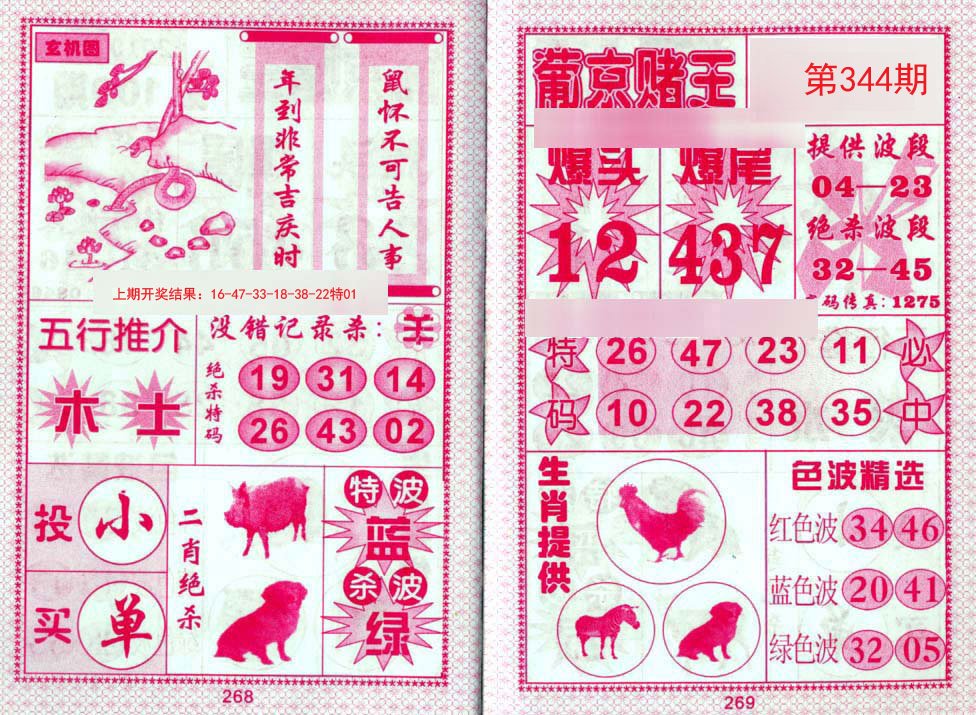 玄机图
年到非常吉庆时
鼠怀不可告人事
上期开奖结果：16-47-33-18-38-22特01
五行推介
木 土
没错记录杀：羊
绝杀特码
19 31 14
26 43 02
投 小
买 单
二肖绝杀
特波
蓝
杀波
绿
268
葡京赌王
第344期
爆头
12
爆尾
437
提供波段
04—23
绝杀波段
32—45
码传真：1275
特码
26 47 23 11
10 22 38 35
必中
生肖提供
色波精选
红色波 34 46
蓝色波 20 41
绿色波 32 05
269